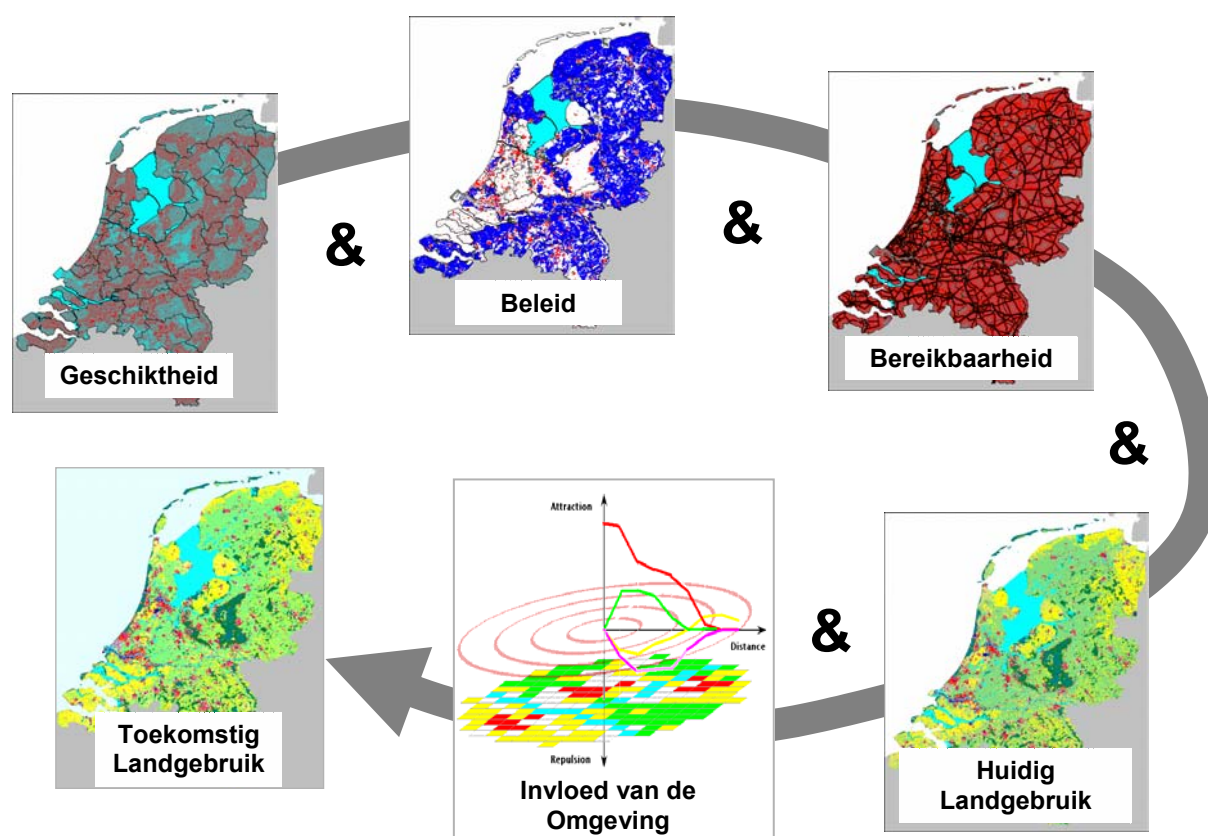 Geschiktheid
&
Beleid
&
Bereikbaarheid
&
Huidig
Landgebruik
&
Attraction
Distance
Repulsion
Invloed van de
Omgeving
Toekomstig
Landgebruik